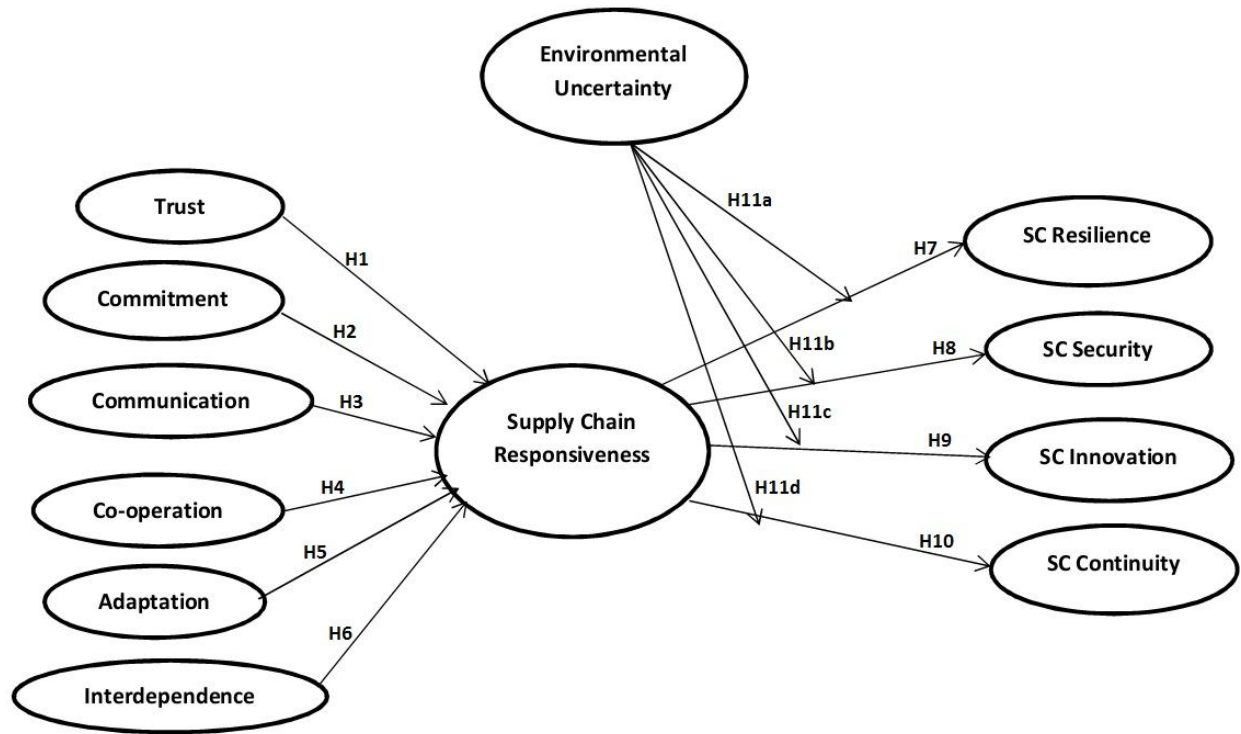 Environmental
Uncertainty
Trust
Commitment
Communication
Co-operation
Adaptation
Interdependence
H1
H2
H3
H4
H5
H6
Supply Chain
Responsiveness
H11a
H11b
H11c
H11d
H7
H8
H9
H10
SC Resilience
SC Security
SC Innovation
SC Continuity